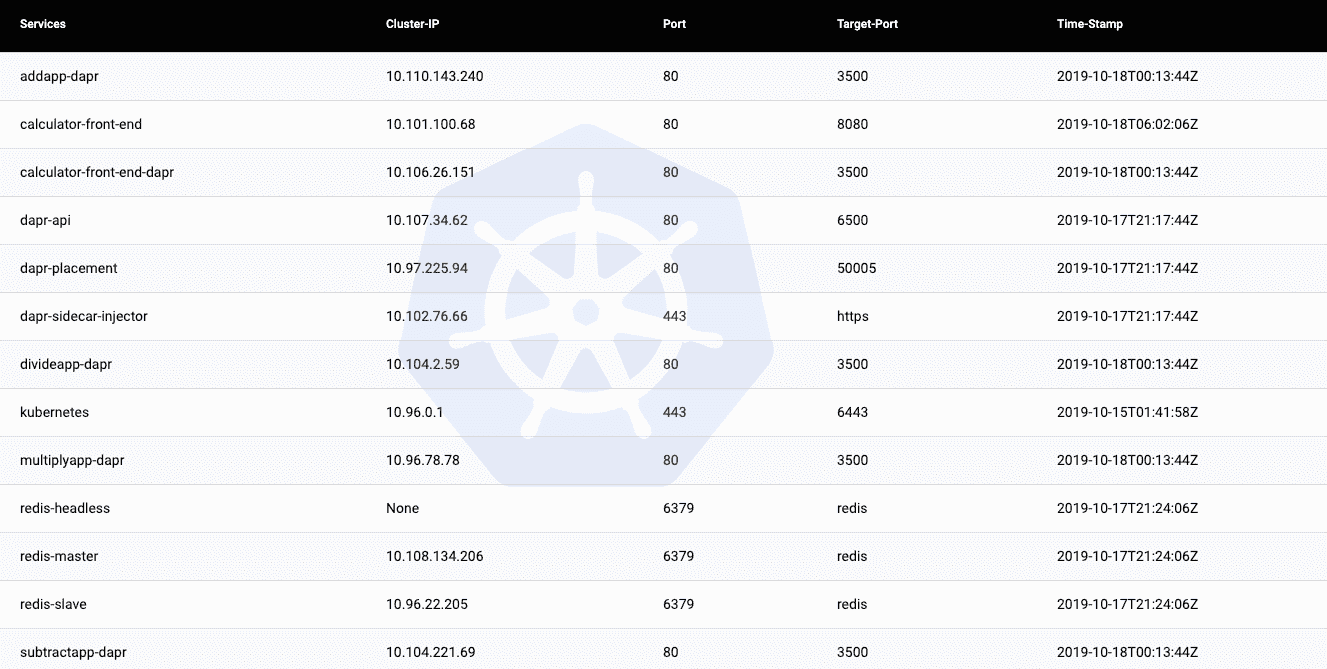 Services Cluster-IP Port Target-Port Time-Stamp
addapp-dapr 10.110.143.240 80 3500 2019-10-18T00:13:44Z
calculator-front-end 10.101.100.68 80 8080 2019-10-18T06:02:06Z
calculator-front-end-dapr 10.106.26.151 80 3500 2019-10-18T00:13:44Z
dapr-api 10.107.34.62 80 6500 2019-10-17T21:17:44Z
dapr-placement 10.97.225.94 80 50005 2019-10-17T21:17:44Z
dapr-sidecar-injector 10.102.76.66 443 https 2019-10-17T21:17:44Z
divideapp-dapr 10.104.2.59 80 3500 2019-10-18T00:13:44Z
kubernetes 10.96.0.1 443 6443 2019-10-15T01:41:58Z
multiplyapp-dapr 10.96.78.78 80 3500 2019-10-18T00:13:44Z
redis-headless None 6379 redis 2019-10-17T21:24:06Z
redis-master 10.108.134.206 6379 redis 2019-10-17T21:24:06Z
redis-slave 10.96.22.205 6379 redis 2019-10-17T21:24:06Z
subtractapp-dapr 10.104.221.69 80 3500 2019-10-18T00:13:44Z